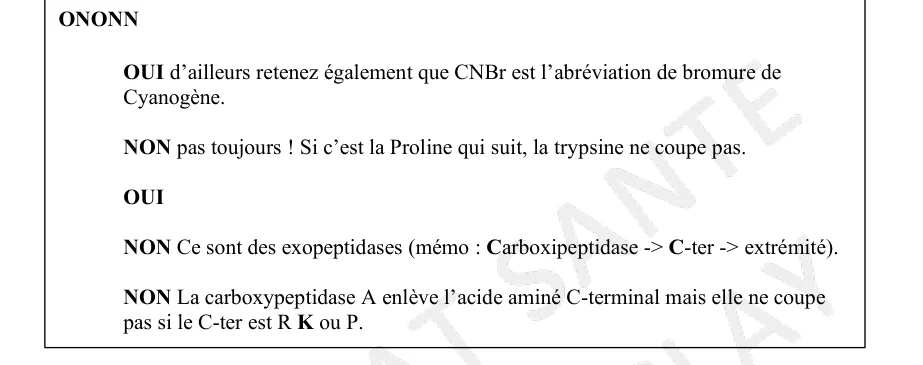 ONONN
OUI d’ailleurs retenez également que CNBr est l’abréviation de bromure de
Cyanogène.
NON pas toujours ! Si c’est la Proline qui suit, la trypsine ne coupe pas.
OUI
NON Ce sont des exopeptidases (mémo : Carboxipeptidase -> C-ter -> extrémité).
NON La carboxypeptidase A enlève l’acide aminé C-terminal mais elle ne coupe
pas si le C-ter est R K ou P.